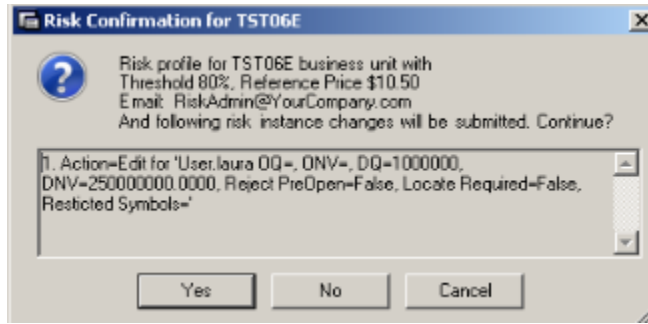 Risk Confirmation for TST06E
Risk profile for TST06E business unit with
Threshold 80%, Reference Price $10.50
Email: RiskAdmin@YourCompany.com
And following risk instance changes will be submitted. Continue?
1. Action=Edit for 'User.laura OQ=, ONV=, DQ=1000000,
DNV=250000000.0000, Reject PreOpen=False, Locate Required=False,
Resticted Symbols='
Yes
No
Cancel